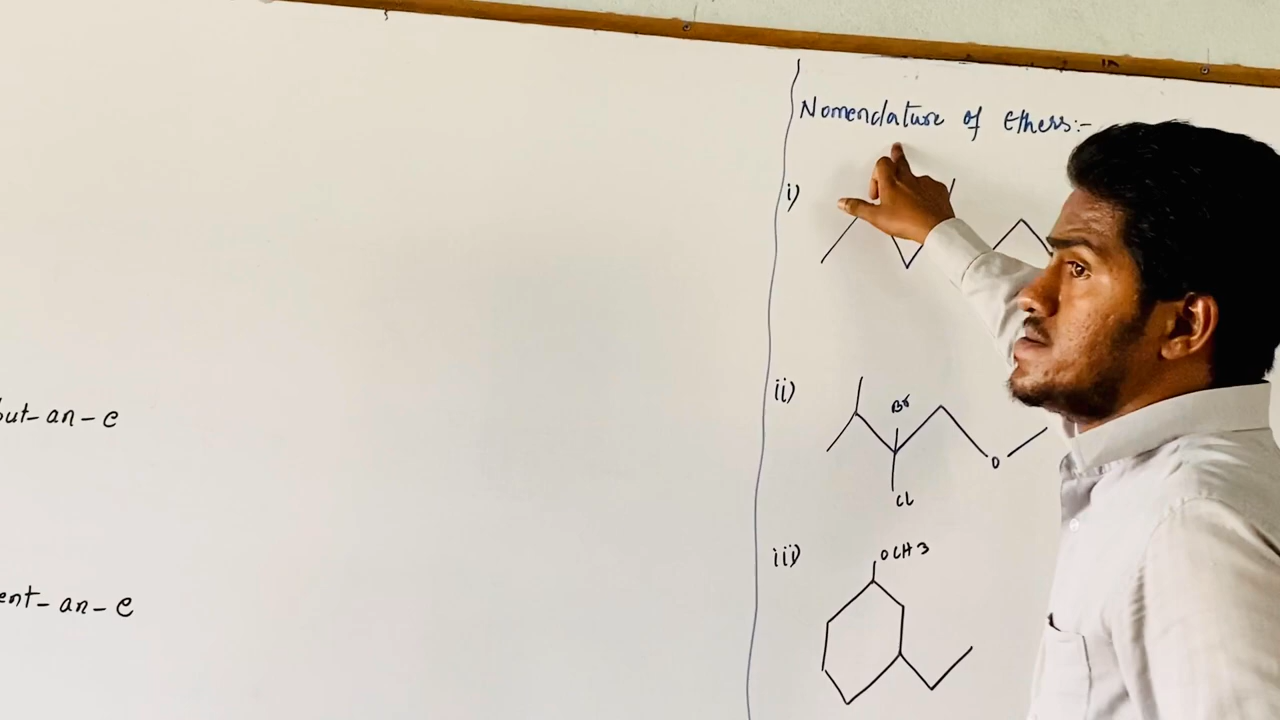 Nomenclature of Ethers:-
i)
ii)
Br
O
Cl
iii)
OCH3
but-an-e
ent-an-e